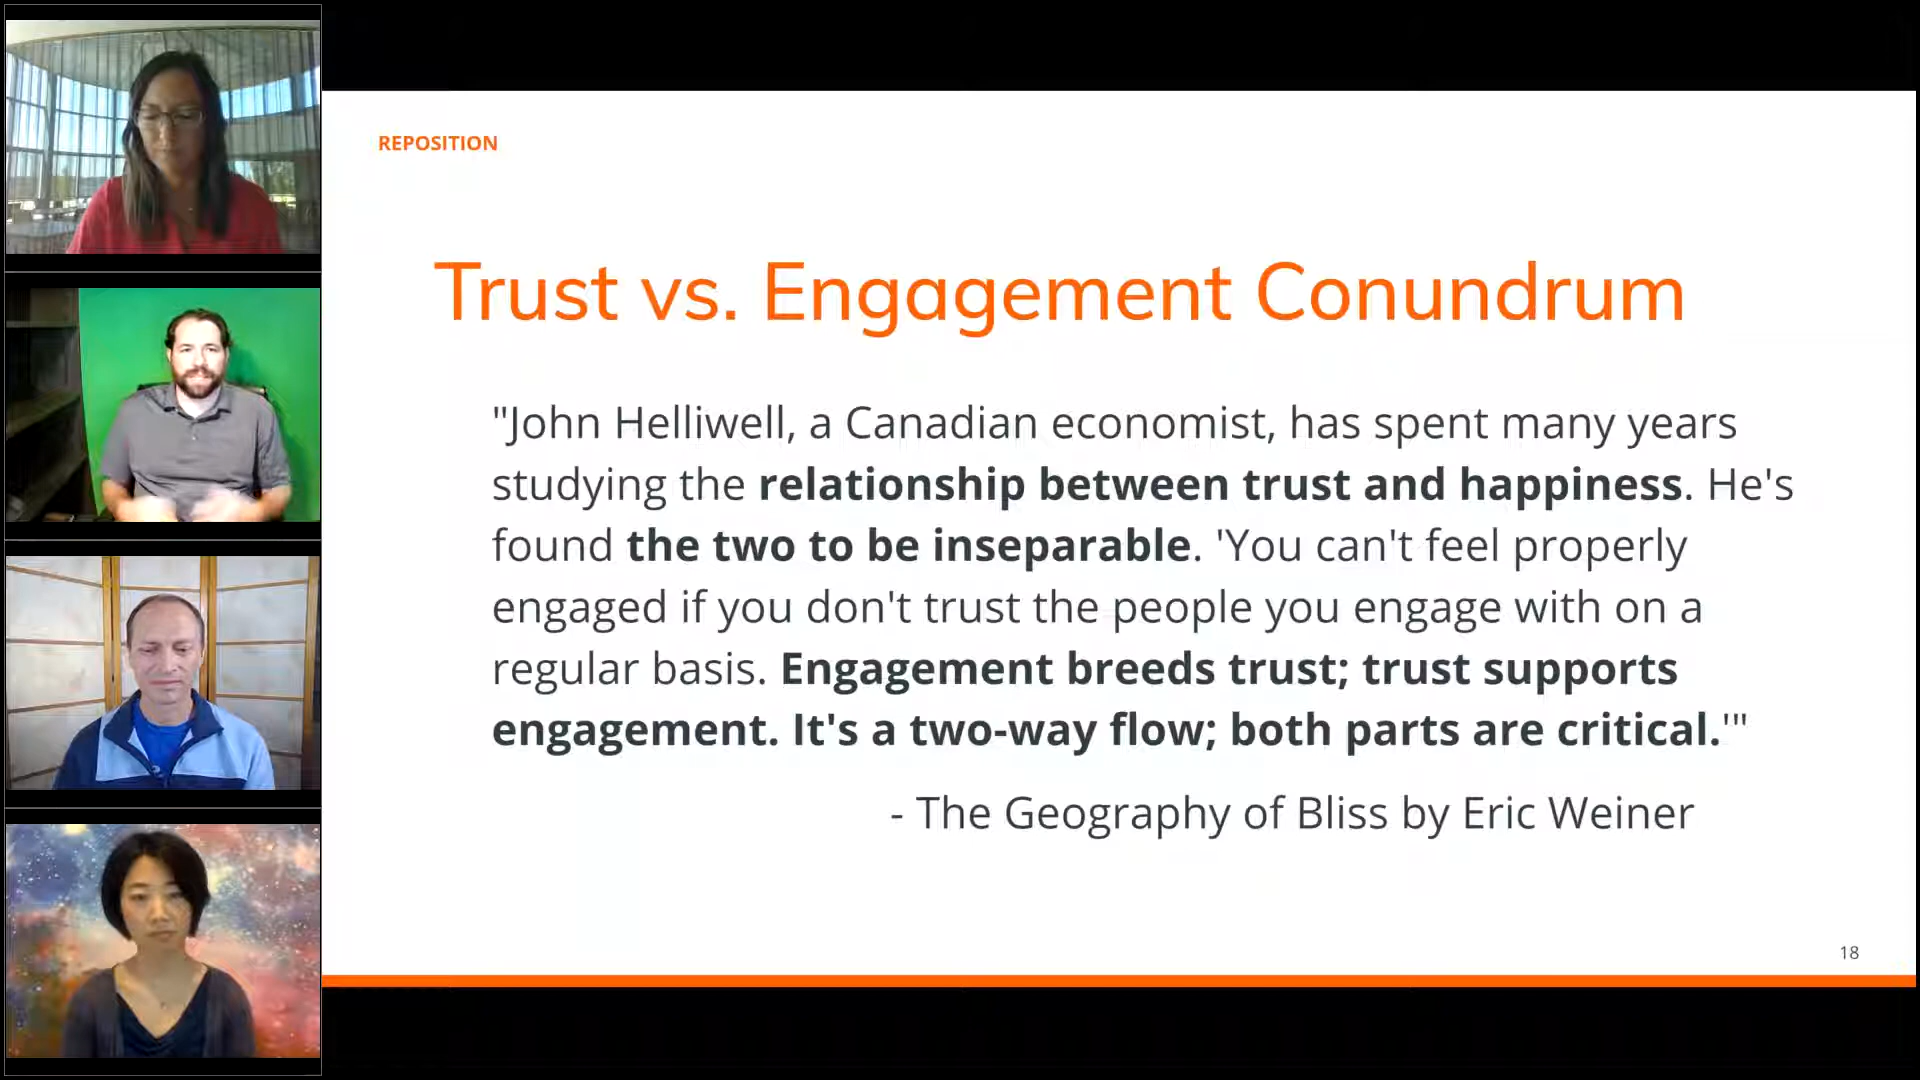 REPOSITION
Trust vs. Engagement Conundrum
"John Helliwell, a Canadian economist, has spent many years
studying the relationship between trust and happiness. He's
found the two to be inseparable. 'You can't feel properly
engaged if you don't trust the people you engage with on a
regular basis. Engagement breeds trust; trust supports
engagement. It's a two-way flow; both parts are critical.'"
- The Geography of Bliss by Eric Weiner
18